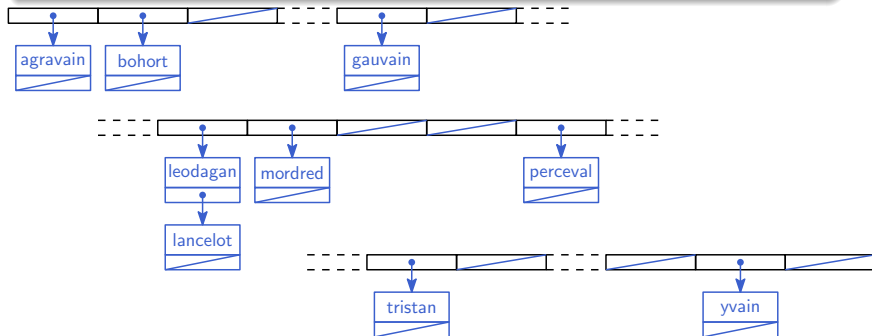 agravain bohort gauvain
leodagan mordred perceval
lancelot
tristan yvain